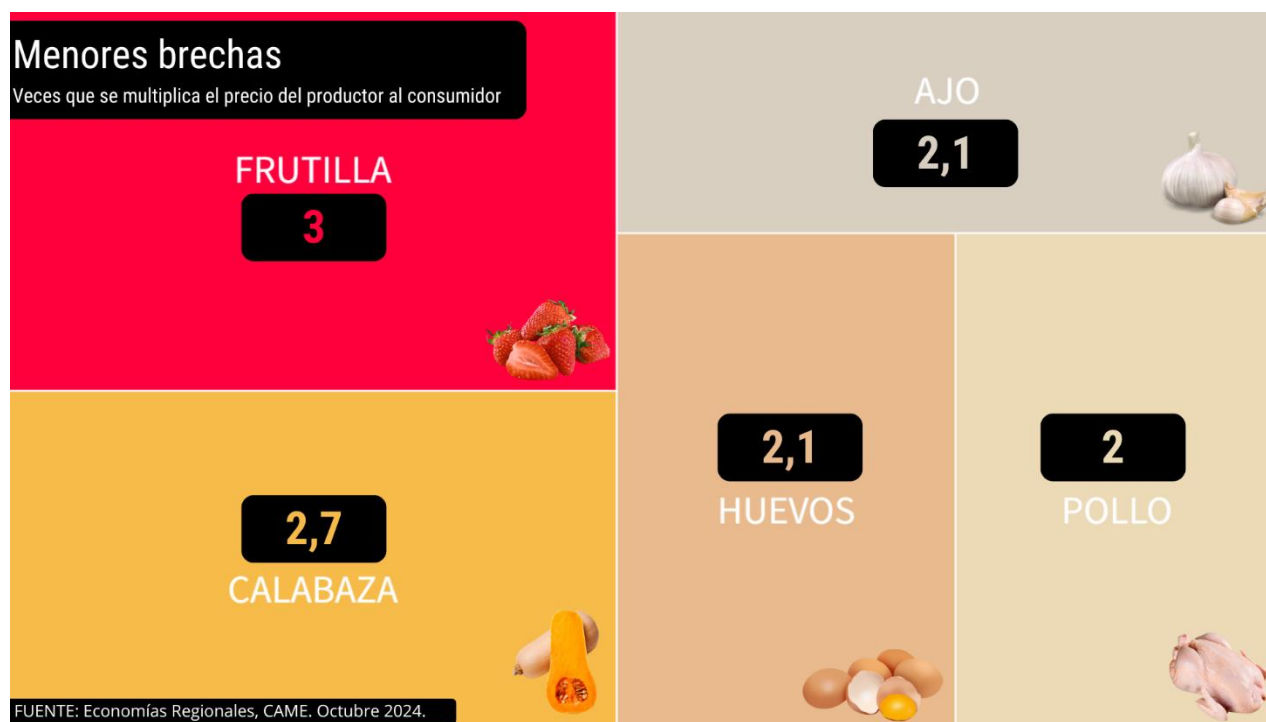 Menores brechas
Veces que se multiplica el precio del productor al consumidor
FRUTILLA
3
AJO
2,1
2,7
CALABAZA
2,1
HUEVOS
2
POLLO
FUENTE: Economías Regionales, CAME. Octubre 2024.